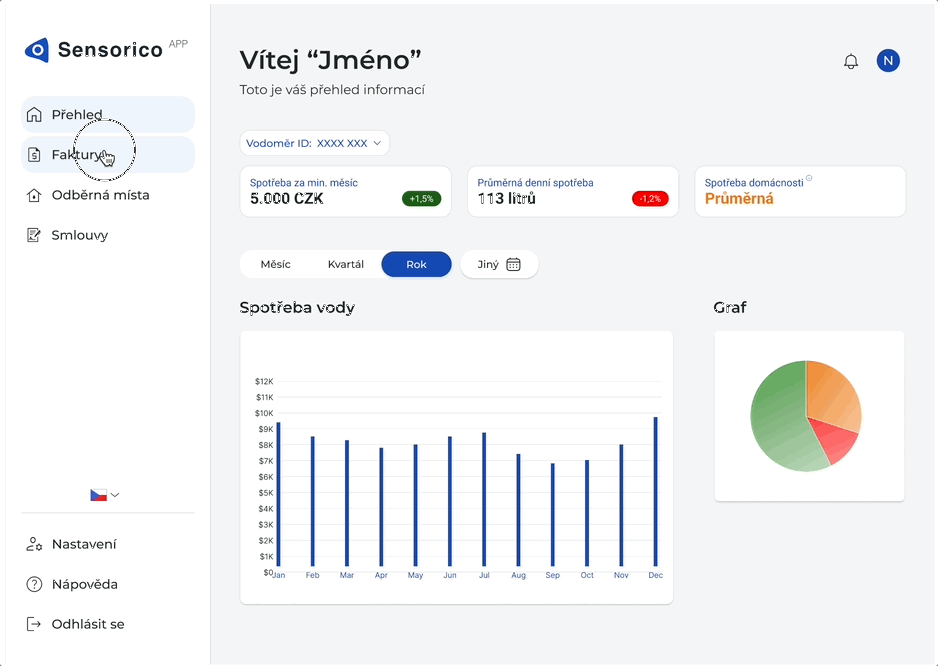 Sensorico APP
Přehled
Faktury
Odběrná místa
Smlouvy
Nastavení
Nápověda
Odhlásit se
Vítej “Jméno”
Toto je váš přehled informací
N
Vodoměr ID: XXXX XXX
Spotřeba za min. měsíc
5.000 CZK
+1,5%
Průměrná denní spotřeba
113 litrů
-1,2%
Spotřeba domácnosti
Průměrná
Měsíc Kvartál Rok Jiný
Spotřeba vody
$12K
$11K
$10K
$9K
$8K
$7K
$6K
$5K
$4K
$3K
$2K
$1K
$0
Jan Feb Mar Apr May Jun Jul Aug Sep Oct Nov Dec
Graf